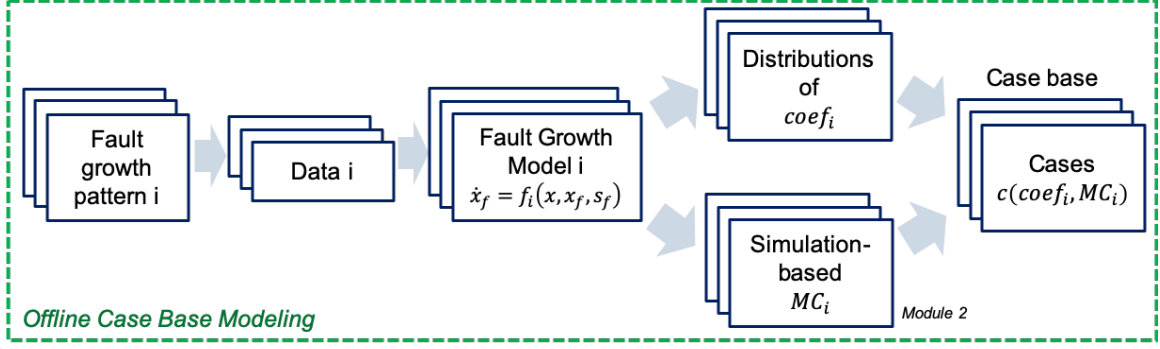 Fault
growth
pattern i
Data i
Fault Growth
Model i
ẋ_f = f_i(x, x_f, s_f)
Distributions
of
coef_i
Simulation-
based
MC_i
Module 2
Case base
Cases
c(coef_i, MC_i)
Offline Case Base Modeling